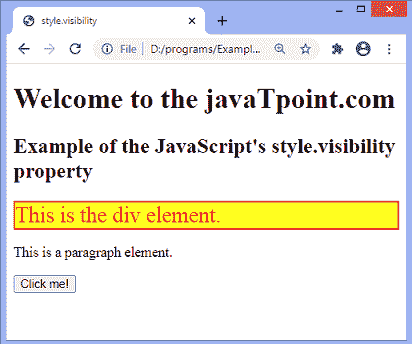 style.visibility
File
D:/programs/Exampl...
Welcome to the javaTpoint.com
Example of the JavaScript's style.visibility
property
This is the div element.
This is a paragraph element.
Click me!